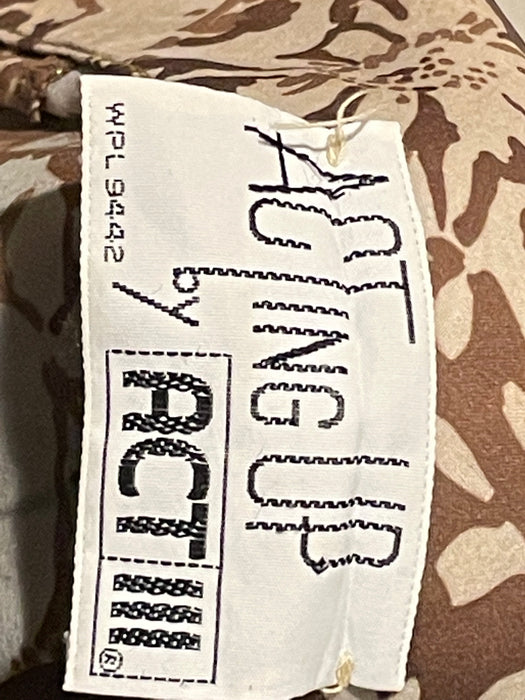 ACTING UP
by ACT III ®
WPL 9442